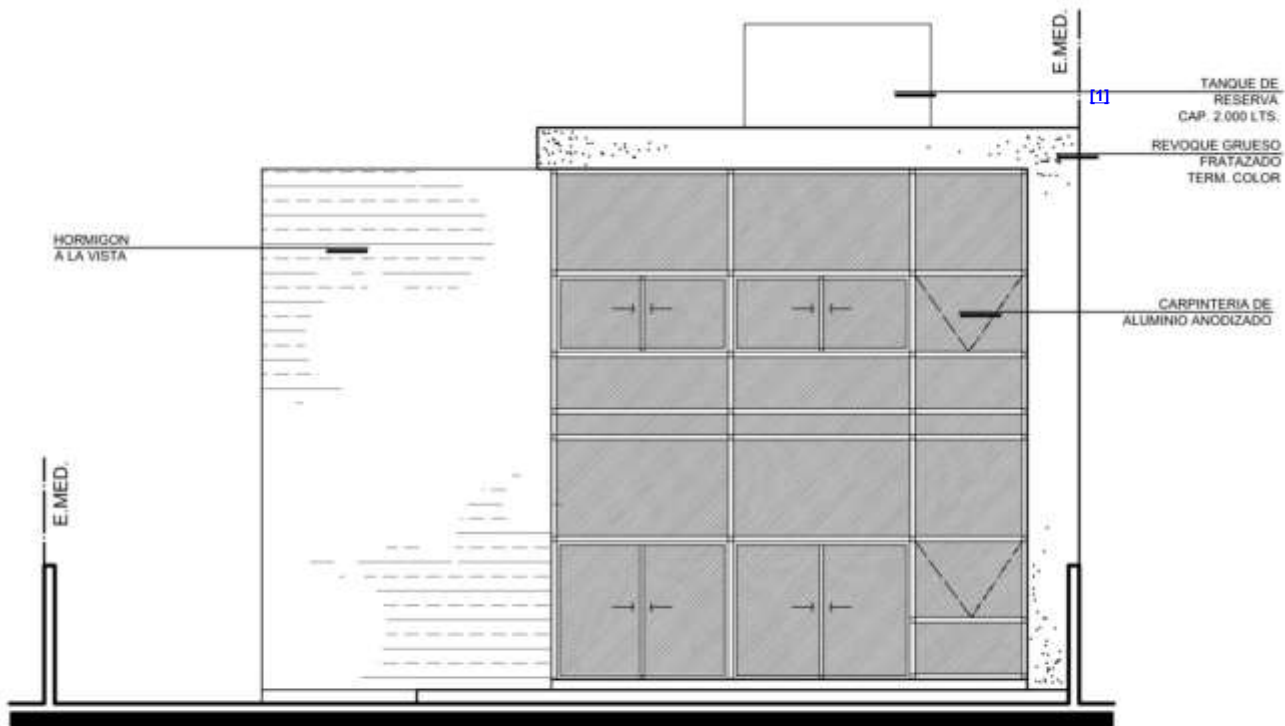 E.MED.
[1]
TANQUE DE
RESERVA
CAP. 2.000 LTS.
REVOQUE GRUESO
FRATAZADO
TERM. COLOR
HORMIGON
A LA VISTA
CARPINTERIA DE
ALUMINIO ANODIZADO
E.MED.